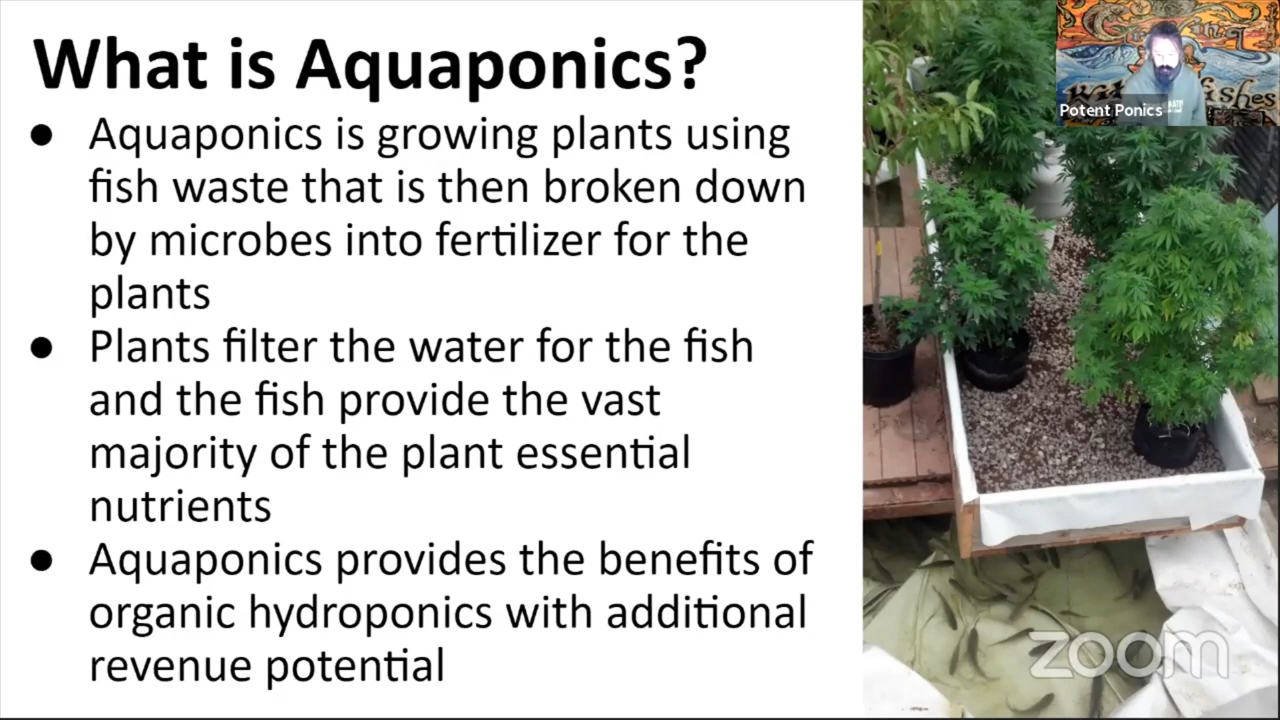 What is Aquaponics?
● Aquaponics is growing plants using
fish waste that is then broken down
by microbes into fertilizer for the
plants
● Plants filter the water for the fish
and the fish provide the vast
majority of the plant essential
nutrients
● Aquaponics provides the benefits of
organic hydroponics with additional
revenue potential
Potent Ponics
zoom